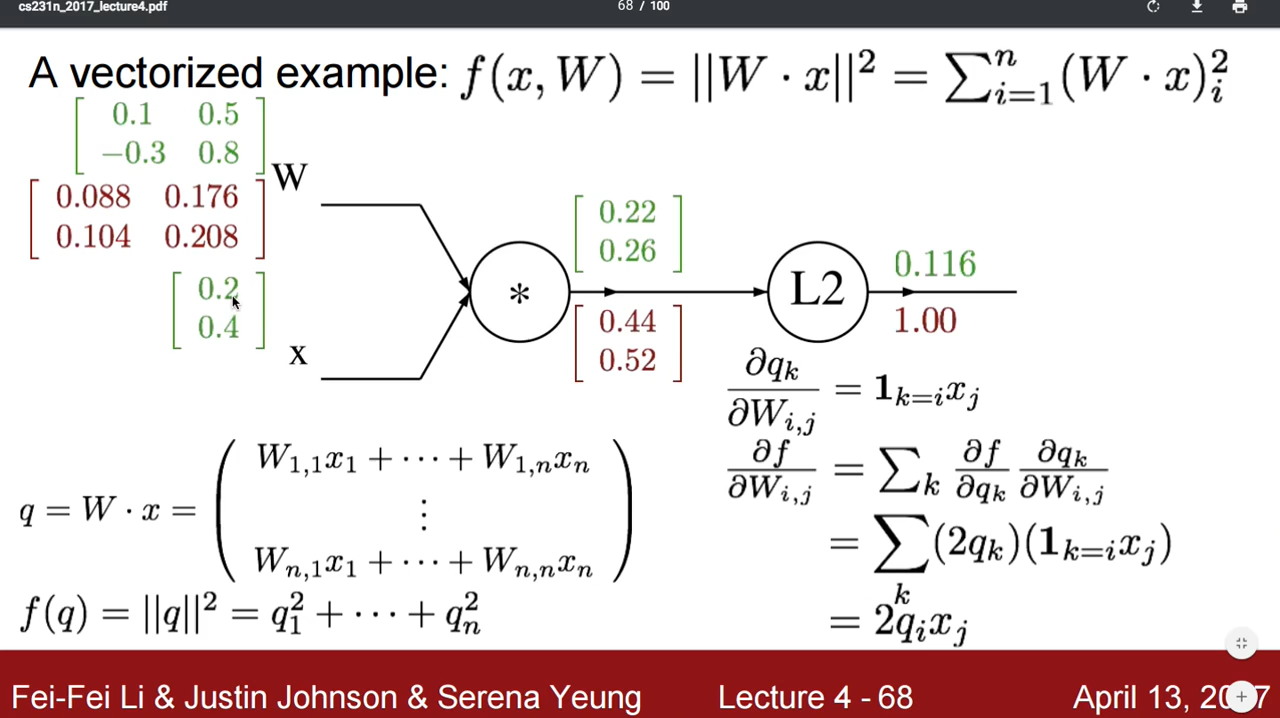 cs231n_2017_lecture4.pdf
68 / 100
A vectorized example: f(x, W) = ||W · x||² = ∑ⁿᵢ₌₁(W · x)ᵢ²
0.1 0.5
−0.3 0.8
W
0.088 0.176
0.104 0.208
0.2
0.4
x
*
0.22
0.26
0.44
0.52
L2
0.116
1.00
∂qₖ/∂Wᵢ,ⱼ = 𝟏ₖ₌ᵢxⱼ
∂f/∂Wᵢ,ⱼ = ∑ₖ ∂f/∂qₖ ∂qₖ/∂Wᵢ,ⱼ
= ∑ₖ(2qₖ)(𝟏ₖ₌ᵢxⱼ)
= 2qᵢxⱼ
W₁,₁x₁ + ··· + W₁,ₙxₙ
q = W · x = ⋮
Wₙ,₁x₁ + ··· + Wₙ,ₙxₙ
f(q) = ||q||² = q₁² + ··· + qₙ²
Fei-Fei Li & Justin Johnson & Serena Yeung
Lecture 4 - 68
April 13, 2017